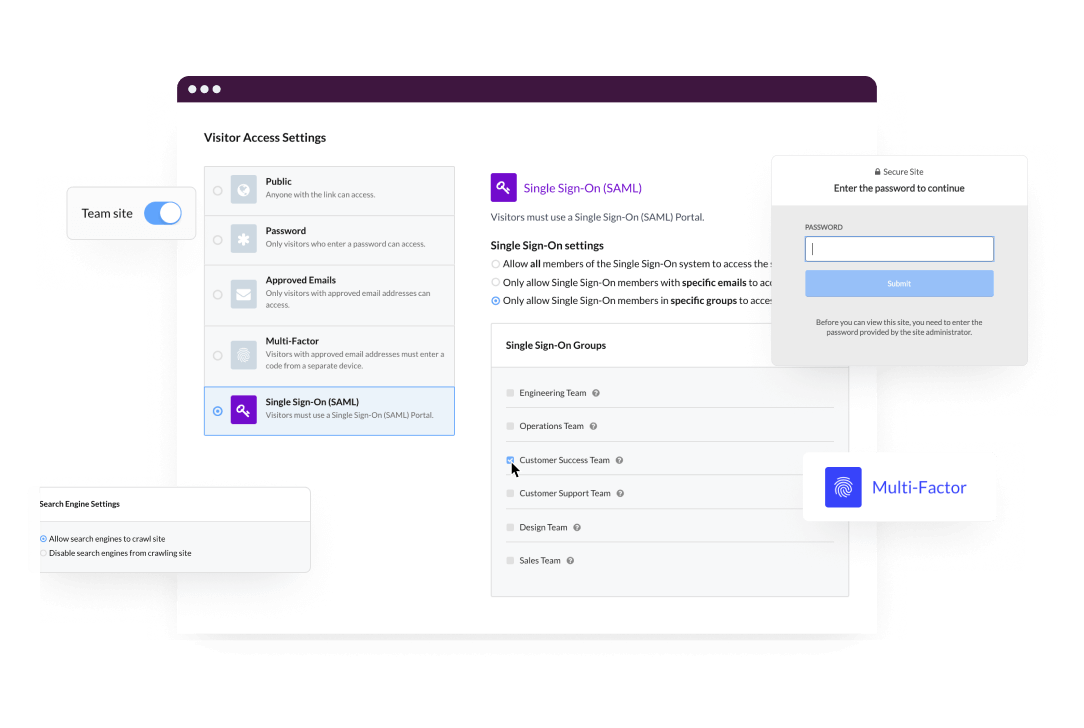 Visitor Access Settings
Team site
Public
Anyone with the link can access.
Password
Only visitors who enter a password can access.
Approved Emails
Only visitors with approved email addresses can
access.
Multi-Factor
Visitors with approved email addresses must enter a
code from a separate device.
Single Sign-On (SAML)
Visitors must use a Single Sign-On (SAML) Portal.
Search Engine Settings
Allow search engines to crawl site
Disable search engines from crawling site
Single Sign-On (SAML)
Visitors must use a Single Sign-On (SAML) Portal.
Single Sign-On settings
Allow all members of the Single Sign-On system to access the
Only allow Single Sign-On members with specific emails to
Only allow Single Sign-On members in specific groups to
Single Sign-On Groups
Engineering Team ?
Operations Team ?
Customer Success Team ?
Customer Support Team ?
Design Team ?
Sales Team ?
Secure Site
Enter the password to continue
PASSWORD
Submit
Before you can view this site, you need to enter the
password provided by the site administrator.
Multi-Factor